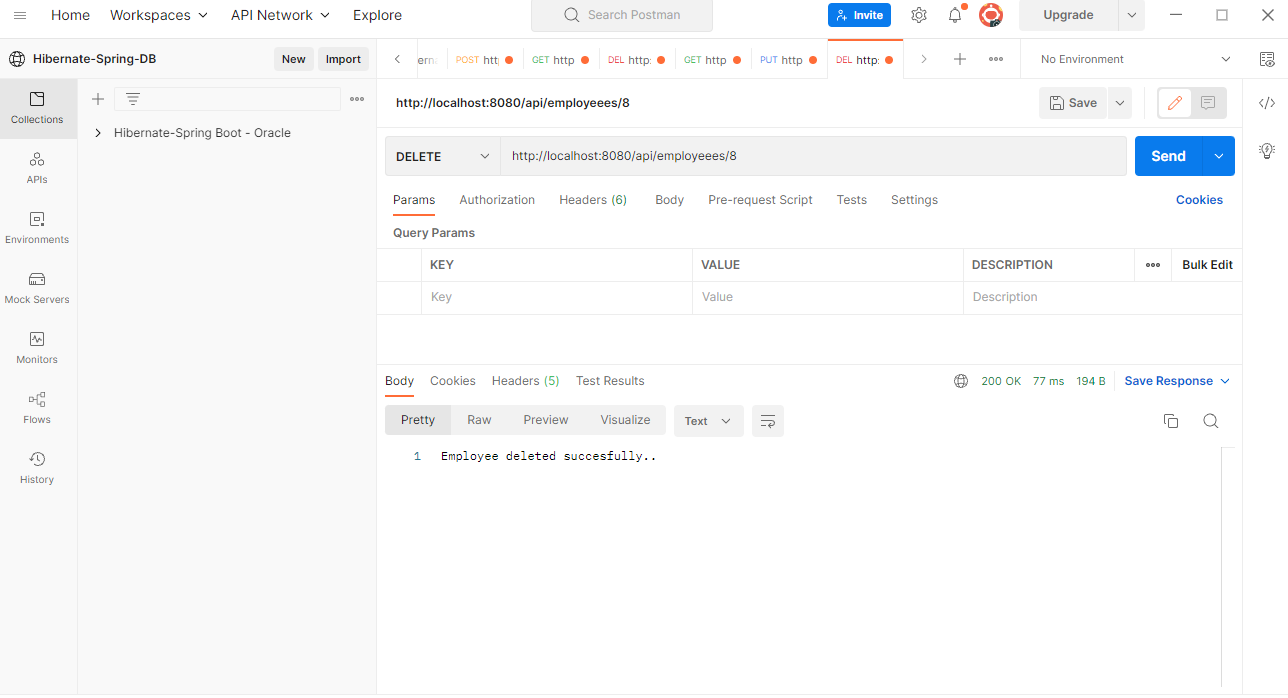 Home Workspaces API Network Explore Search Postman Invite Upgrade
Hibernate-Spring-DB New Import
POST htt GET http DEL http: GET http PUT http DEL http: No Environment
Collections
APIs
Environments
Mock Servers
Monitors
Flows
History
Hibernate-Spring Boot - Oracle
http://localhost:8080/api/employeees/8 Save
DELETE http://localhost:8080/api/employeees/8 Send
Params Authorization Headers (6) Body Pre-request Script Tests Settings Cookies
Query Params
KEY VALUE DESCRIPTION Bulk Edit
Key Value Description
Body Cookies Headers (5) Test Results 200 OK 77 ms 194 B Save Response
Pretty Raw Preview Visualize Text
1 Employee deleted succesfully..